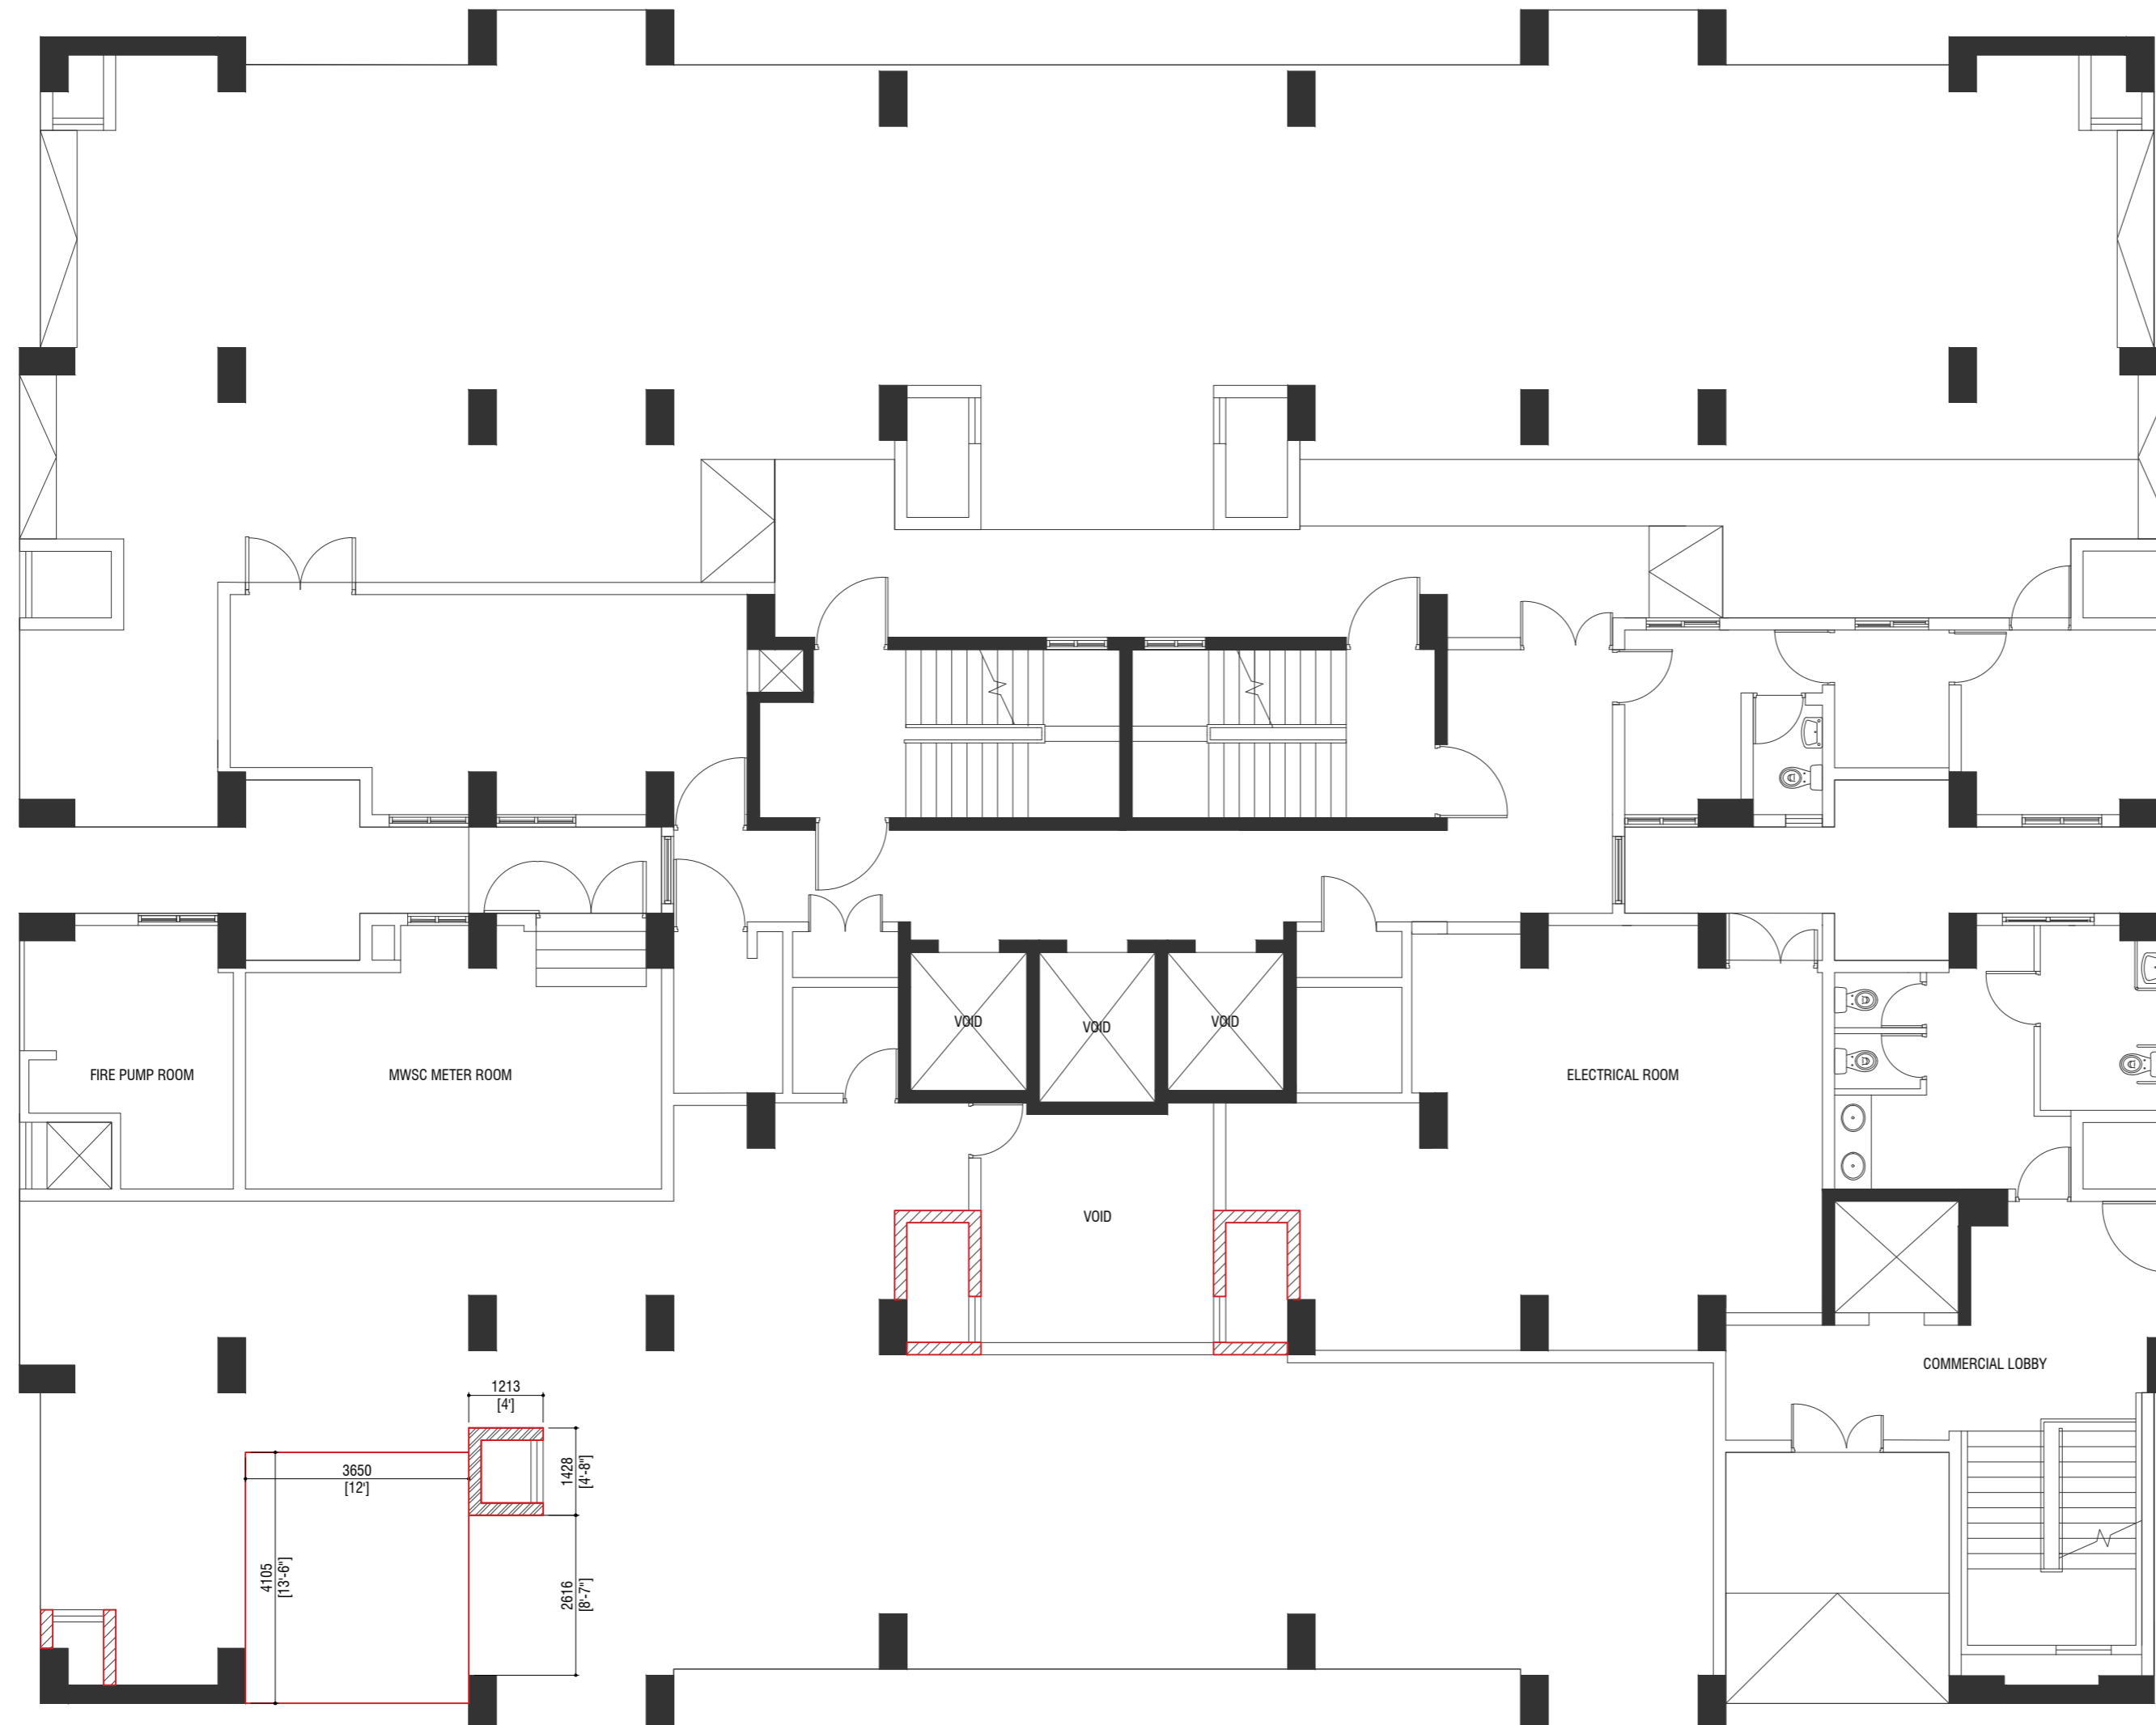 VOID
VOID
VOID
FIRE PUMP ROOM
MWSC METER ROOM
ELECTRICAL ROOM
VOID
COMMERCIAL LOBBY
1213
[4']
3650
[12']
1428
[4'-8"]
4105
[13'-6"]
2616
[8'-7"]